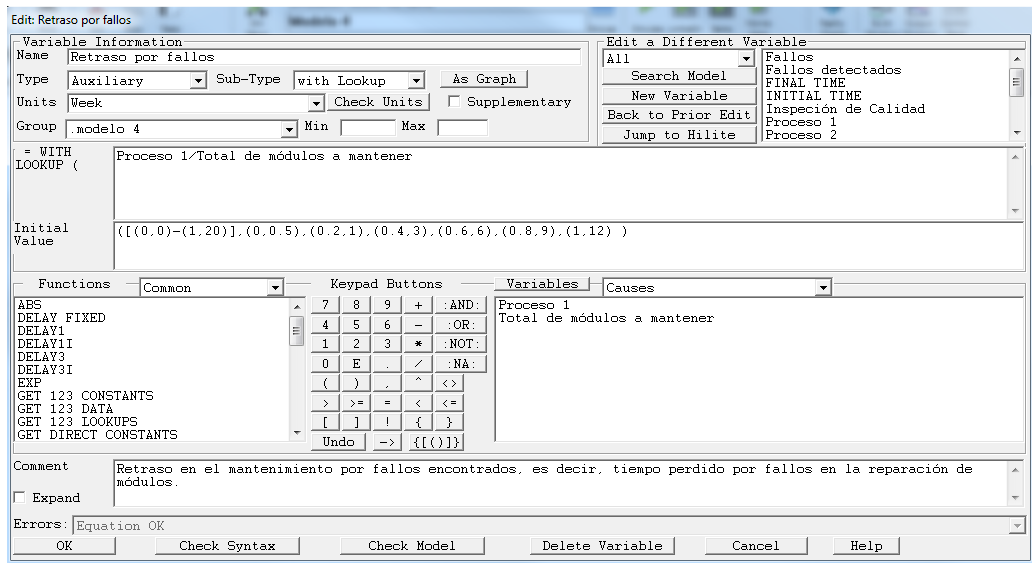 Edit: Retraso por fallos
Variable Information
Name Retraso por fallos
Type Auxiliary Sub-Type with Lookup As Graph
Units Week Check Units Supplementary
Group .modelo 4 Min Max
Edit a Different Variable
All
Search Model
New Variable
Back to Prior Edit
Jump to Hilite
Fallos
Fallos detectados
FINAL TIME
INITIAL TIME
Inspeción de Calidad
Proceso 1
Proceso 2
= WITH
LOOKUP (
Proceso 1/Total de módulos a mantener
Initial
Value
([(0,0)-(1,20)],(0,0.5),(0.2,1),(0.4,3),(0.6,6),(0.8,9),(1,12) )
Functions Common
ABS
DELAY FIXED
DELAY1
DELAY1I
DELAY3
DELAY3I
EXP
GET 123 CONSTANTS
GET 123 DATA
GET 123 LOOKUPS
GET DIRECT CONSTANTS
Keypad Buttons
7 8 9 + :AND:
4 5 6 - :OR:
1 2 3 * :NOT:
0 E . / :NA:
( ) , ^ <>
> >= = < <=
[ ] ! { }
Undo -> {[()]}
Variables Causes
Proceso 1
Total de módulos a mantener
Comment
Retraso en el mantenimiento por fallos encontrados, es decir, tiempo perdido por fallos en la reparación de
módulos.
Expand
Errors: Equation OK
OK Check Syntax Check Model Delete Variable Cancel Help